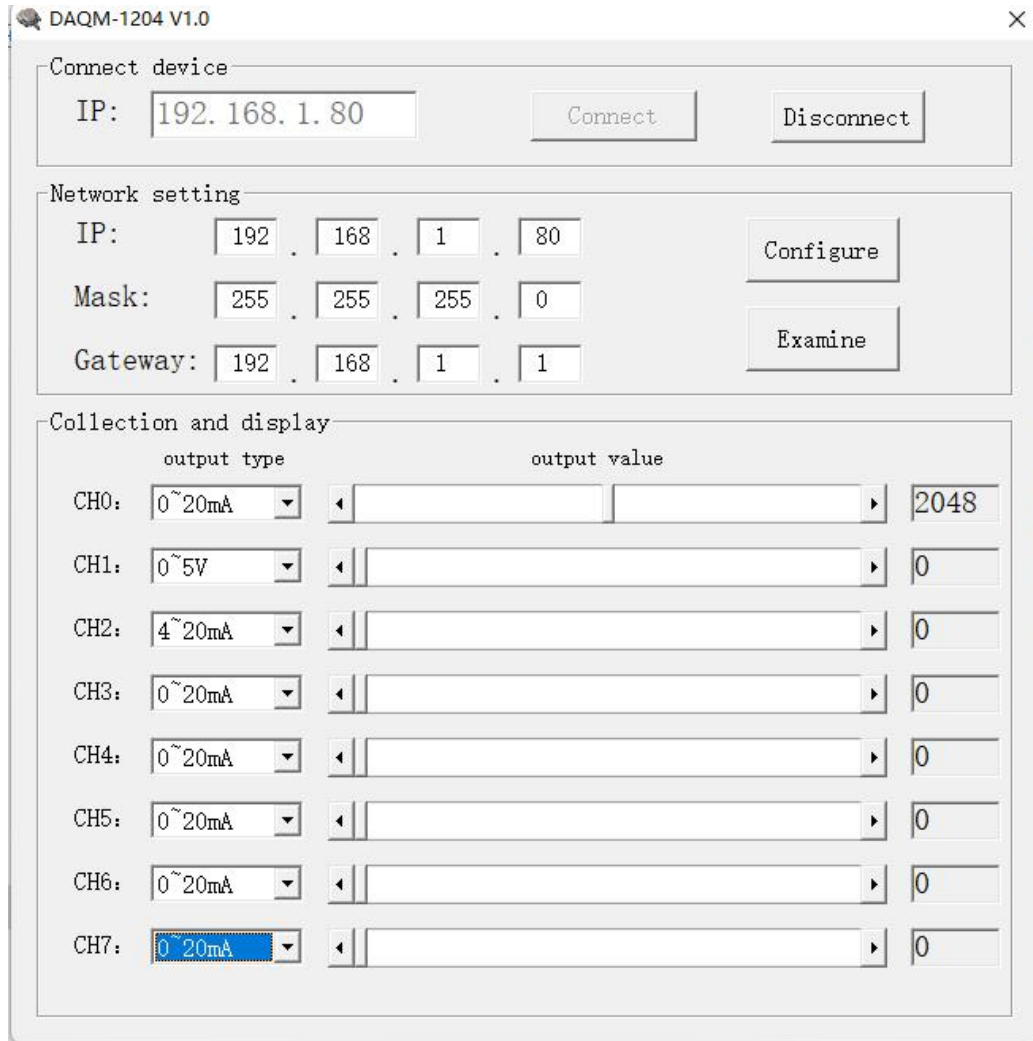 DAQM-1204 V1.0
Connect device
IP: 192.168.1.80 Connect Disconnect
Network setting
IP: 192 . 168 . 1 . 80 Configure
Mask: 255 . 255 . 255 . 0
Examine
Gateway: 192 . 168 . 1 . 1
Collection and display
output type output value
CH0: 0~20mA 2048
CH1: 0~5V 0
CH2: 4~20mA 0
CH3: 0~20mA 0
CH4: 0~20mA 0
CH5: 0~20mA 0
CH6: 0~20mA 0
CH7: 0~20mA 0